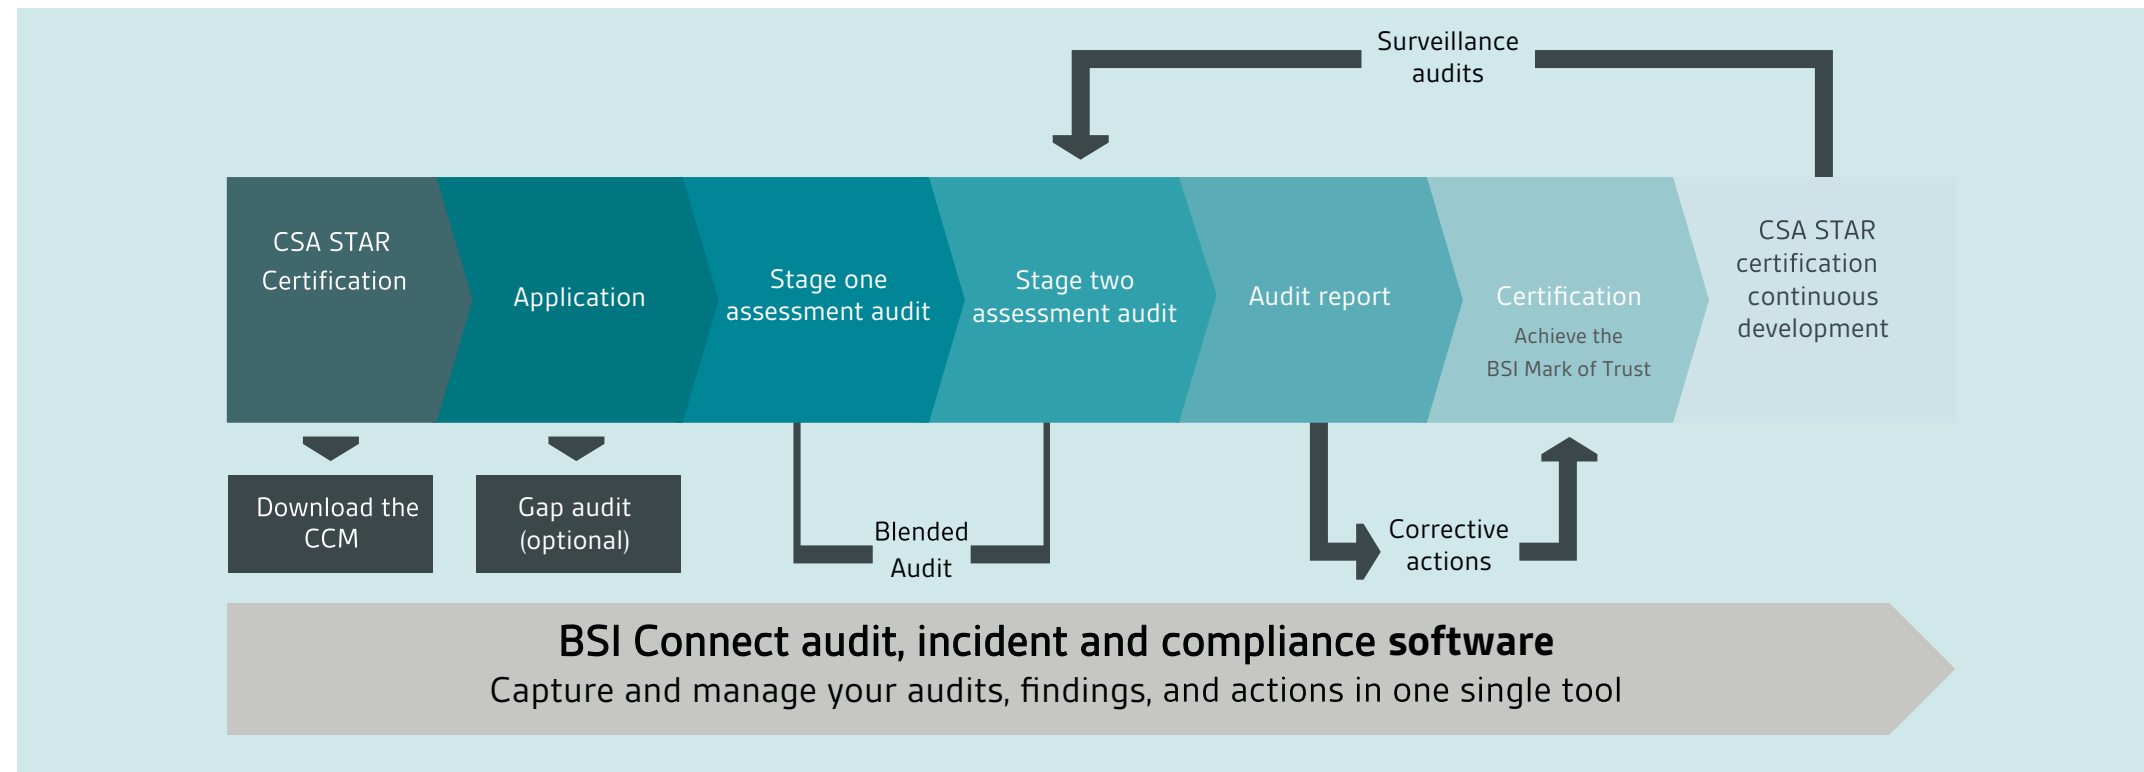 Surveillance
audits
CSA STAR
Certification
Application
Stage one
assessment audit
Stage two
assessment audit
Audit report
Certification
Achieve the
BSI Mark of Trust
CSA STAR
certification
continuous
development
Download the
CCM
Gap audit
(optional)
Blended
Audit
Corrective
actions
BSI Connect audit, incident and compliance software
Capture and manage your audits, findings, and actions in one single tool